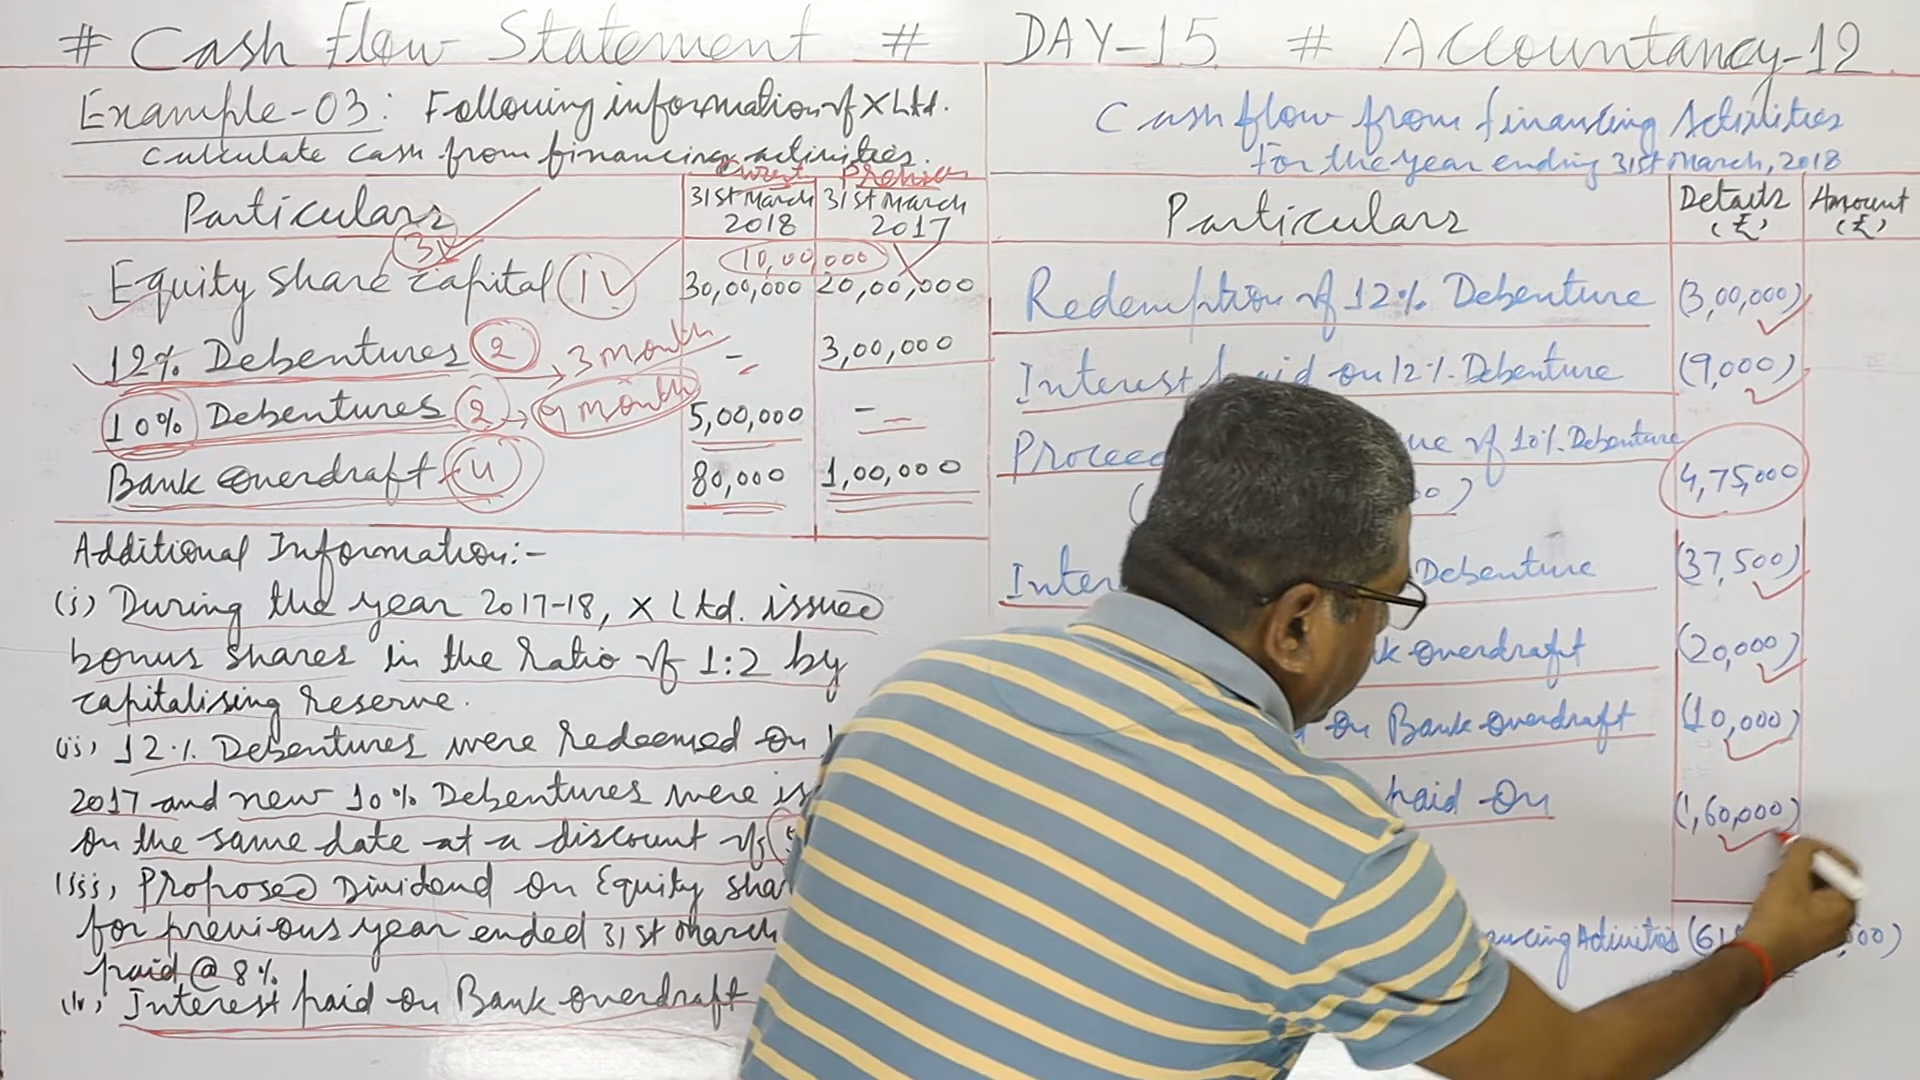 # Cash Flow Statement # DAY-15 # Accountancy-12
Example-03: Following information of X Ltd.
Calculate cash from financing activities.
Current Previous
Particulars 31st March 2018 31st March 2017
10,00,000
Equity share capital 1 30,00,000 20,00,000
12% Debentures 2 → 3 month - 3,00,000
10% Debentures 2 → 9 month 5,00,000 -
Bank overdraft 4 80,000 1,00,000
Additional Information:-
(i) During the year 2017-18, X Ltd. issued
bonus shares in the ratio of 1:2 by
capitalising reserve.
(ii) 12% Debentures were redeemed on
2017 and new 10% Debentures were
on the same date at a discount of
(iii) Proposed Dividend on Equity
for previous year ended 31st March
paid @ 8%
(iv) Interest paid on Bank overdraft
Cash flow from financing Activities
For the year ending 31st March, 2018
Particulars Details (₹) Amount (₹)
Redemption of 12% Debenture (3,00,000)
Interest on 12% Debenture (9,000)
of 10% Debenture
4,75,000
Debenture (37,500)
overdraft (20,000)
on Bank overdraft (10,000)
paid on
(1,60,000)
Activities